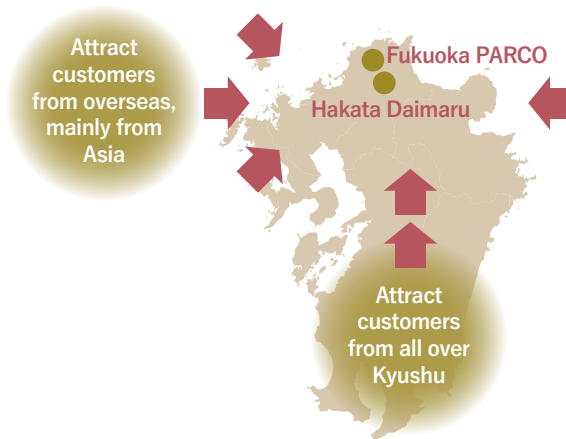 Attract
customers
from overseas,
mainly from
Asia
Fukuoka PARCO
Hakata Daimaru
Attract
customers
from all over
Kyushu